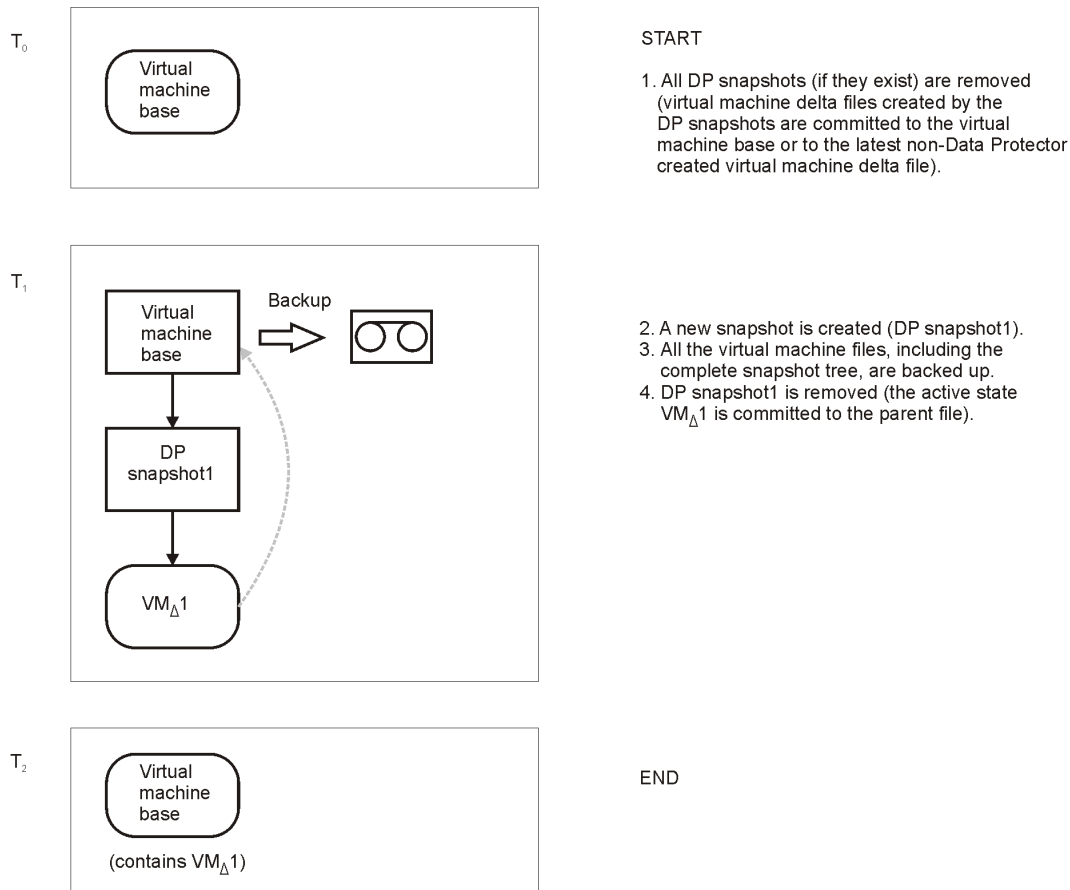 T₀
Virtual
machine
base
START
1. All DP snapshots (if they exist) are removed
(virtual machine delta files created by the
DP snapshots are committed to the virtual
machine base or to the latest non-Data Protector
created virtual machine delta file).
T₁
Virtual
machine
base
Backup
DP
snapshot1
VMΔ1
2. A new snapshot is created (DP snapshot1).
3. All the virtual machine files, including the
complete snapshot tree, are backed up.
4. DP snapshot1 is removed (the active state
VMΔ1 is committed to the parent file).
T₂
Virtual
machine
base
(contains VMΔ1)
END